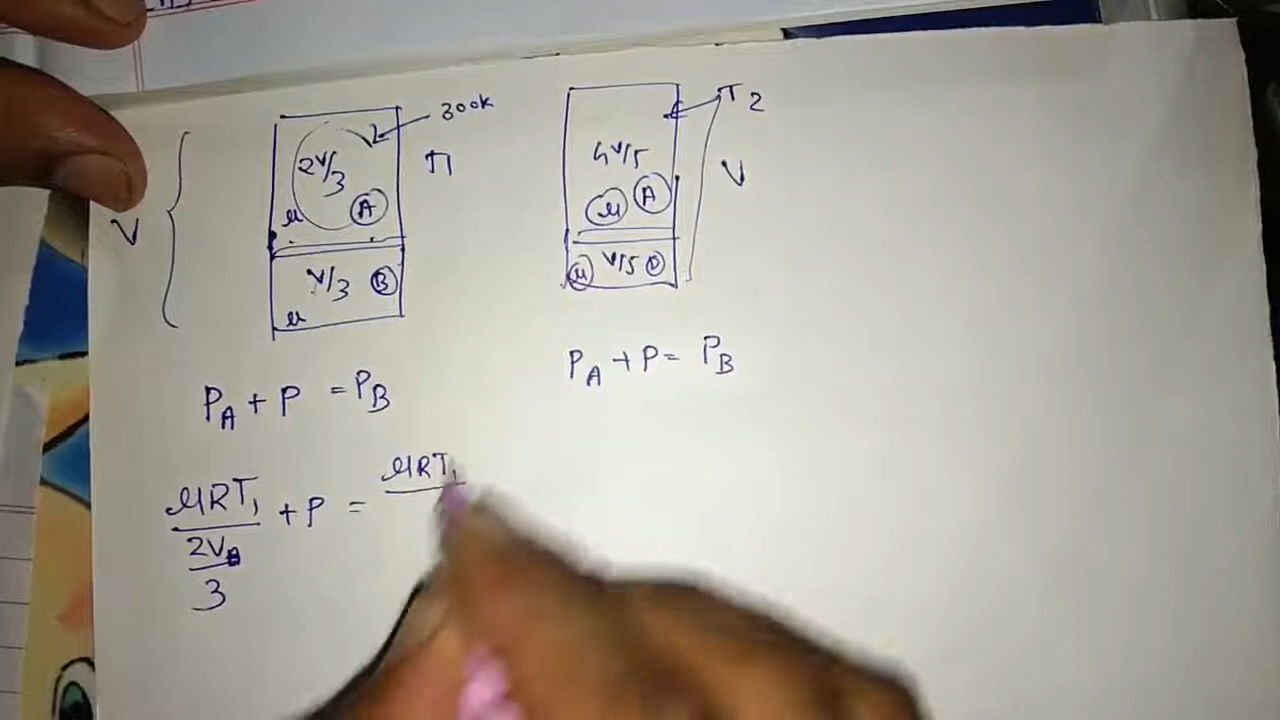 300k
2V/3
A
μ
T1
V
V/3 B
μ
T2
4V/5
μ A
V
μ V/5
PA + P = PB
PA + P = PB
μRT1 / 2V/3 + P = μRT1